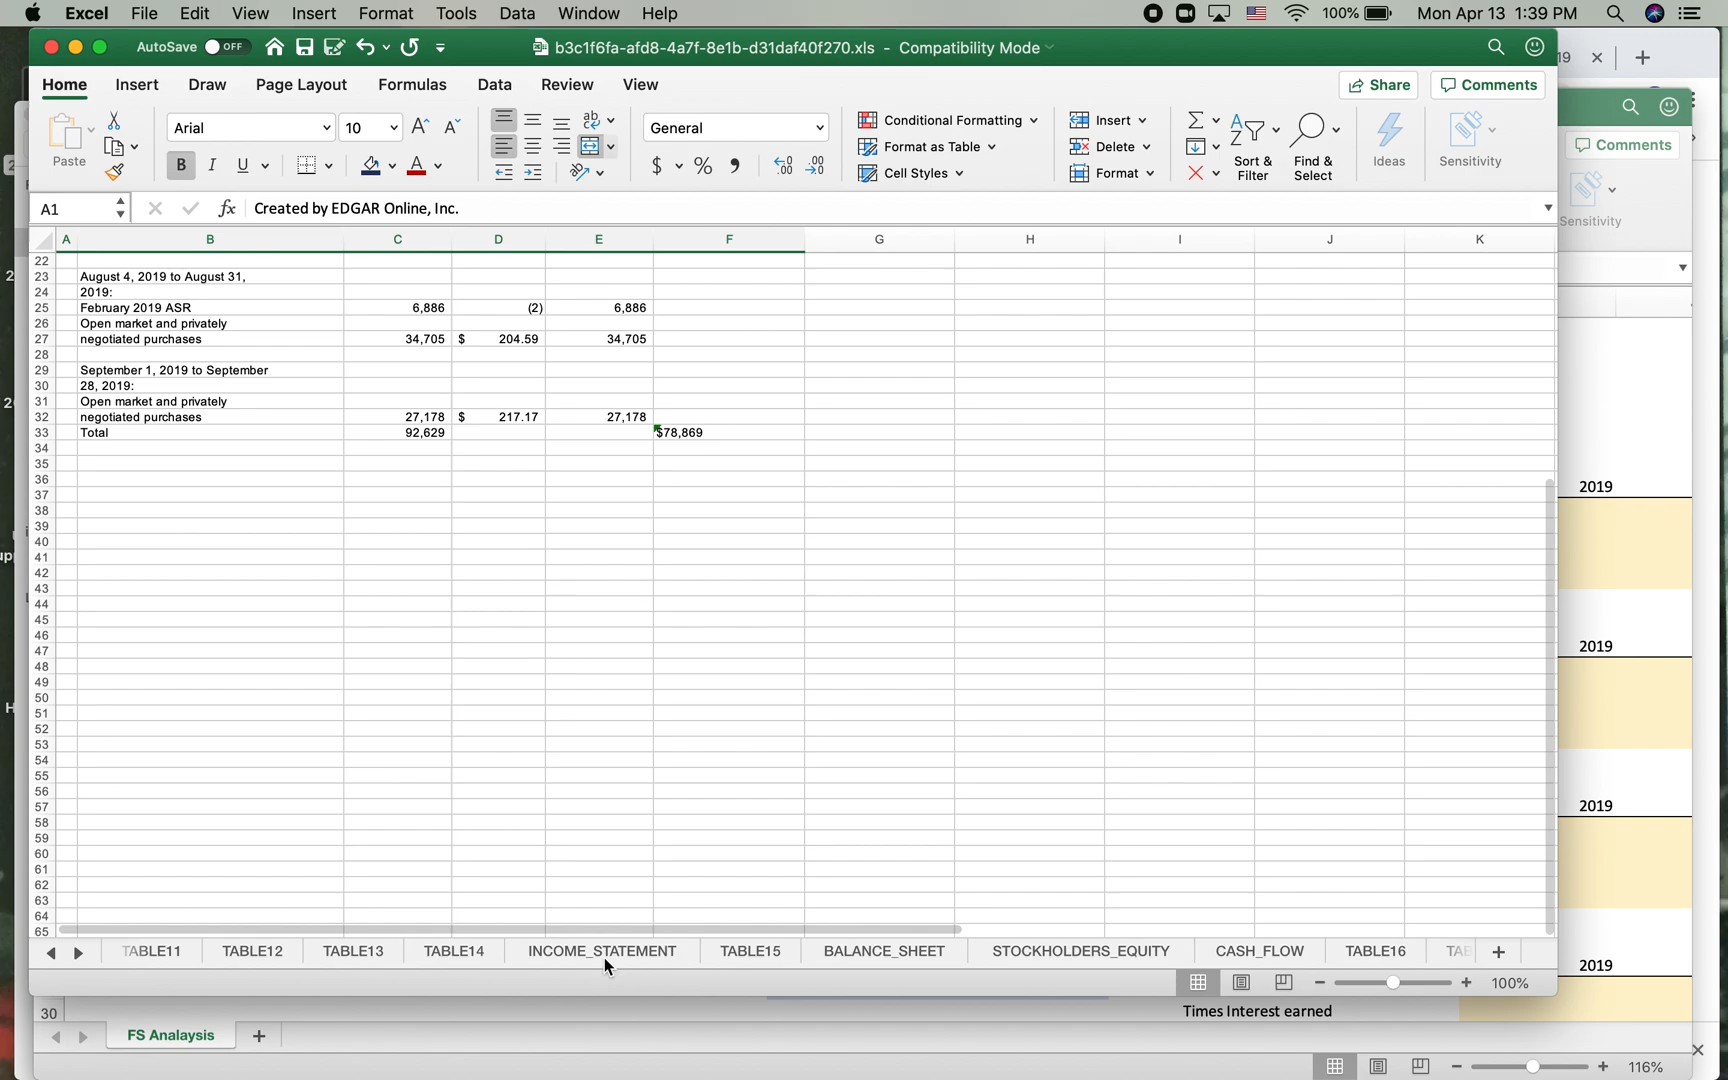 Excel File Edit View Insert Format Tools Data Window Help 100% Mon Apr 13 1:39 PM
AutoSave OFF b3c1f6fa-afd8-4a7f-8e1b-d31daf40f270.xls - Compatibility Mode
19
Home Insert Draw Page Layout Formulas Data Review View Share Comments
Paste Arial 10 General Conditional Formatting Insert
Format as Table Delete
Cell Styles Format
B I U $ %
Sort & Filter Find & Select Ideas Sensitivity
Comments
Sensitivity
A1 fx Created by EDGAR Online, Inc.
A B C D E F G H I J K
22
23 August 4, 2019 to August 31,
24 2019:
25 February 2019 ASR 6,886 (2) 6,886
26 Open market and privately
27 negotiated purchases 34,705 $ 204.59 34,705
28
29 September 1, 2019 to September
30 28, 2019:
31 Open market and privately
32 negotiated purchases 27,178 $ 217.17 27,178
33 Total 92,629 $78,869
34
35
36
37
38
39
40
41
42
43
44
45
46
47
48
49
50
51
52
53
54
55
56
57
58
59
60
61
62
63
64
65
2019
2019
2019
2019
TABLE11 TABLE12 TABLE13 TABLE14 INCOME_STATEMENT TABLE15 BALANCE_SHEET STOCKHOLDERS_EQUITY CASH_FLOW TABLE16
100%
30 Times Interest earned
FS Analaysis
116%